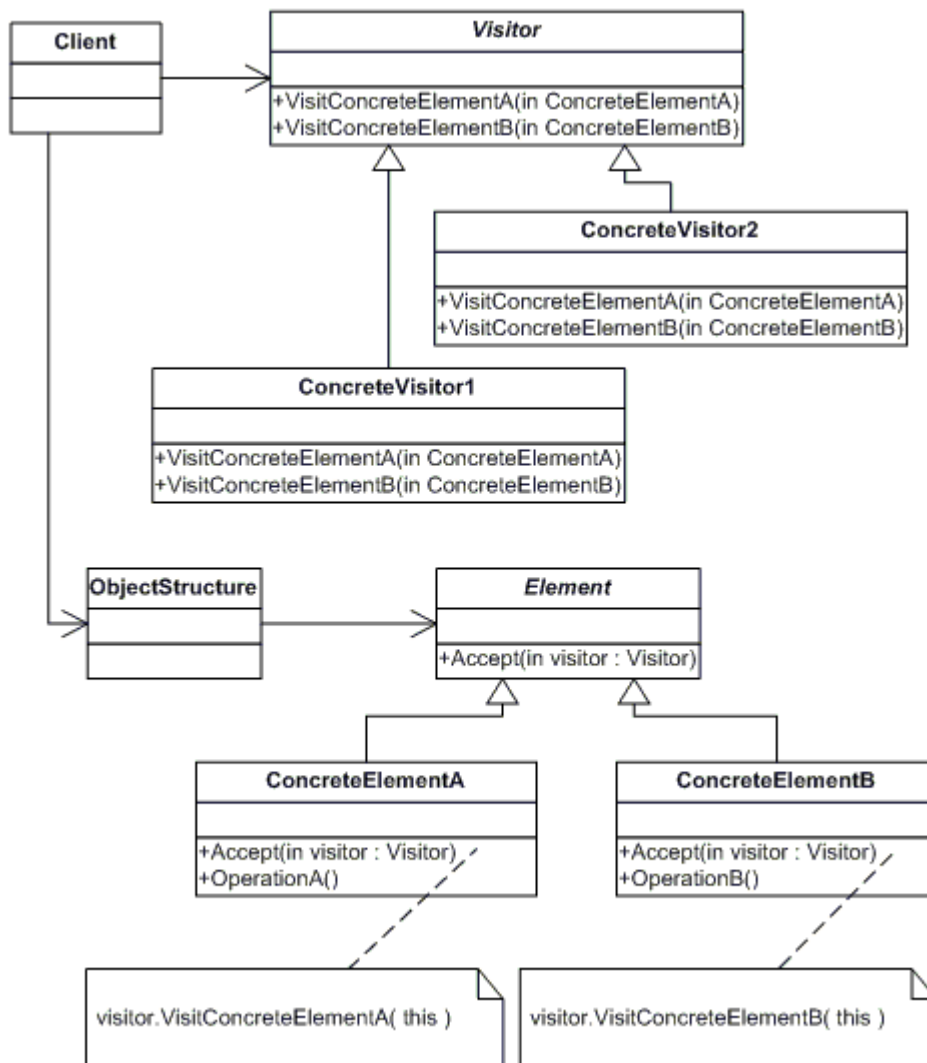 Client
Visitor
+VisitConcreteElementA(in ConcreteElementA)
+VisitConcreteElementB(in ConcreteElementB)
ConcreteVisitor2
+VisitConcreteElementA(in ConcreteElementA)
+VisitConcreteElementB(in ConcreteElementB)
ConcreteVisitor1
+VisitConcreteElementA(in ConcreteElementA)
+VisitConcreteElementB(in ConcreteElementB)
ObjectStructure
Element
+Accept(in visitor : Visitor)
ConcreteElementA
+Accept(in visitor : Visitor)
+OperationA()
ConcreteElementB
+Accept(in visitor : Visitor)
+OperationB()
visitor.VisitConcreteElementA( this )
visitor.VisitConcreteElementB( this )